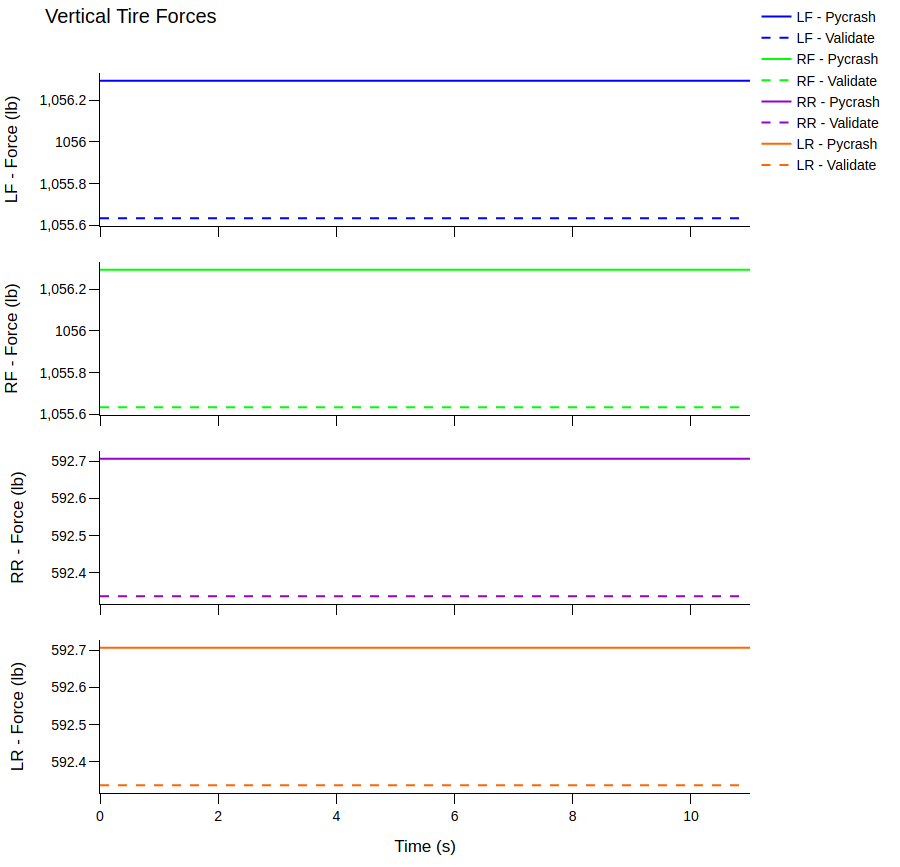 Vertical Tire Forces
LF - Pycrash
LF - Validate
RF - Pycrash
RF - Validate
RR - Pycrash
RR - Validate
LR - Pycrash
LR - Validate
LF - Force (lb)
1,056.2
1056
1,055.8
1,055.6
RF - Force (lb)
1,056.2
1056
1,055.8
1,055.6
RR - Force (lb)
592.7
592.6
592.5
592.4
LR - Force (lb)
592.7
592.6
592.5
592.4
0 2 4 6 8 10
Time (s)